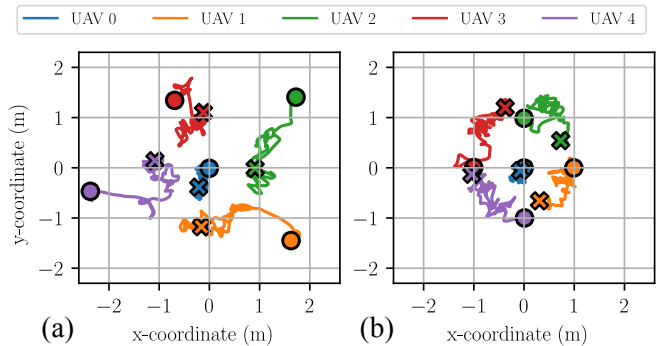 UAV 0 UAV 1 UAV 2 UAV 3 UAV 4
y-coordinate (m)
2
1
0
−1
−2
−2 −1 0 1 2
x-coordinate (m)
(a)
2
1
0
−1
−2
−2 −1 0 1 2
x-coordinate (m)
(b)